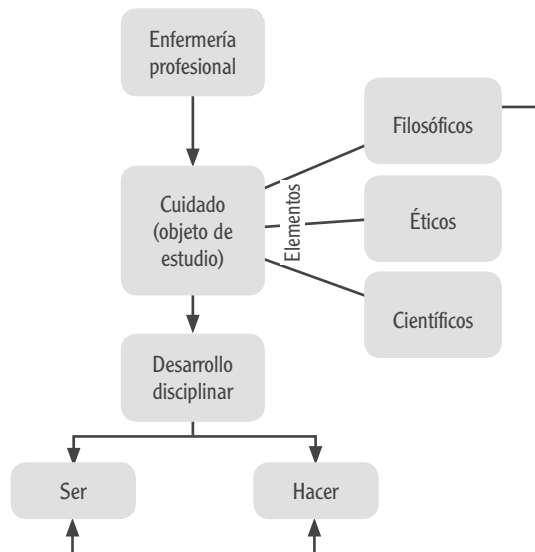 Enfermería
profesional
Filosóficos
Cuidado
(objeto de
estudio)
Elementos
Éticos
Científicos
Desarrollo
disciplinar
Ser
Hacer